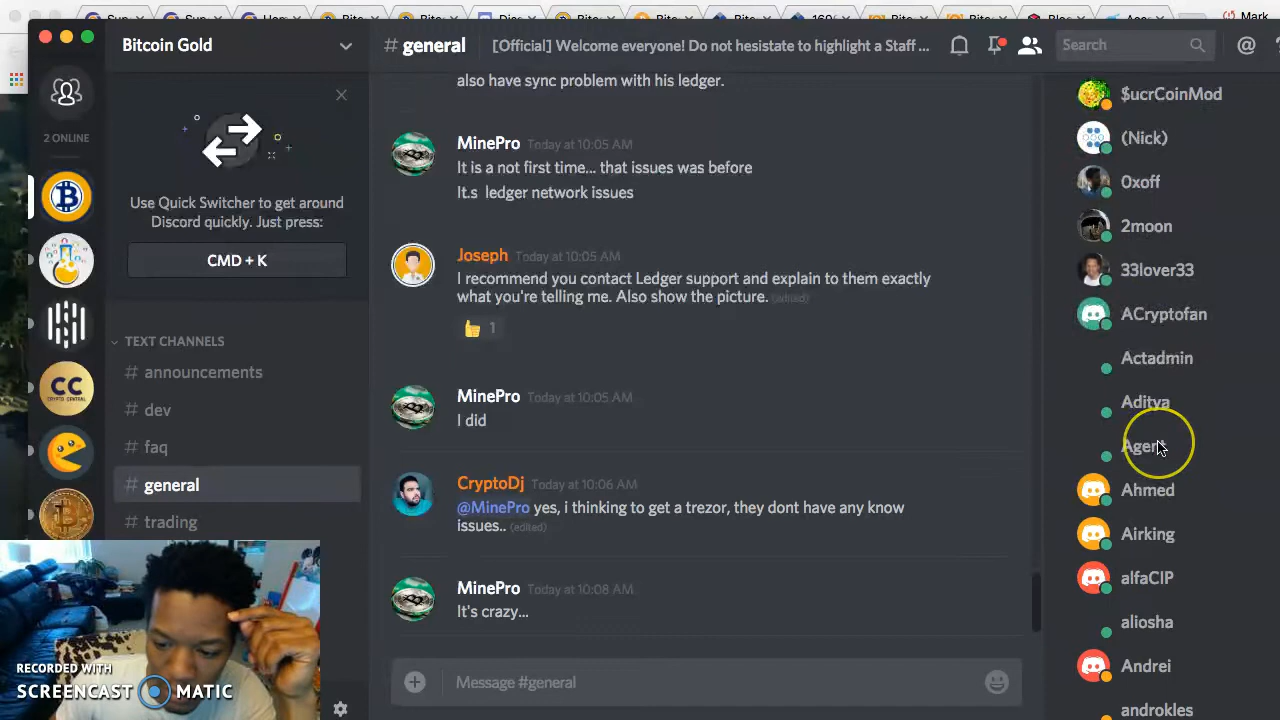 Mark
Bitcoin Gold
# general
[Official] Welcome everyone! Do not hesistate to highlight a Staff ...
Search
2 ONLINE
Use Quick Switcher to get around
Discord quickly. Just press:
CMD + K
TEXT CHANNELS
# announcements
# dev
# faq
# general
# trading
also have sync problem with his ledger.
MinePro Today at 10:05 AM
It is a not first time... that issues was before
It.s ledger network issues
Joseph Today at 10:05 AM
I recommend you contact Ledger support and explain to them exactly
what you're telling me. Also show the picture. (edited)
1
MinePro Today at 10:05 AM
I did
CryptoDj Today at 10:06 AM
@MinePro yes, i thinking to get a trezor, they dont have any know
issues.. (edited)
MinePro Today at 10:08 AM
It's crazy...
Message #general
$ucrCoinMod
(Nick)
0xoff
2moon
33lover33
ACryptofan
Actadmin
Aditya
Agent
Ahmed
Airking
alfaCIP
aliosha
Andrei
androkles
CC
RECORDED WITH
SCREENCAST MATIC